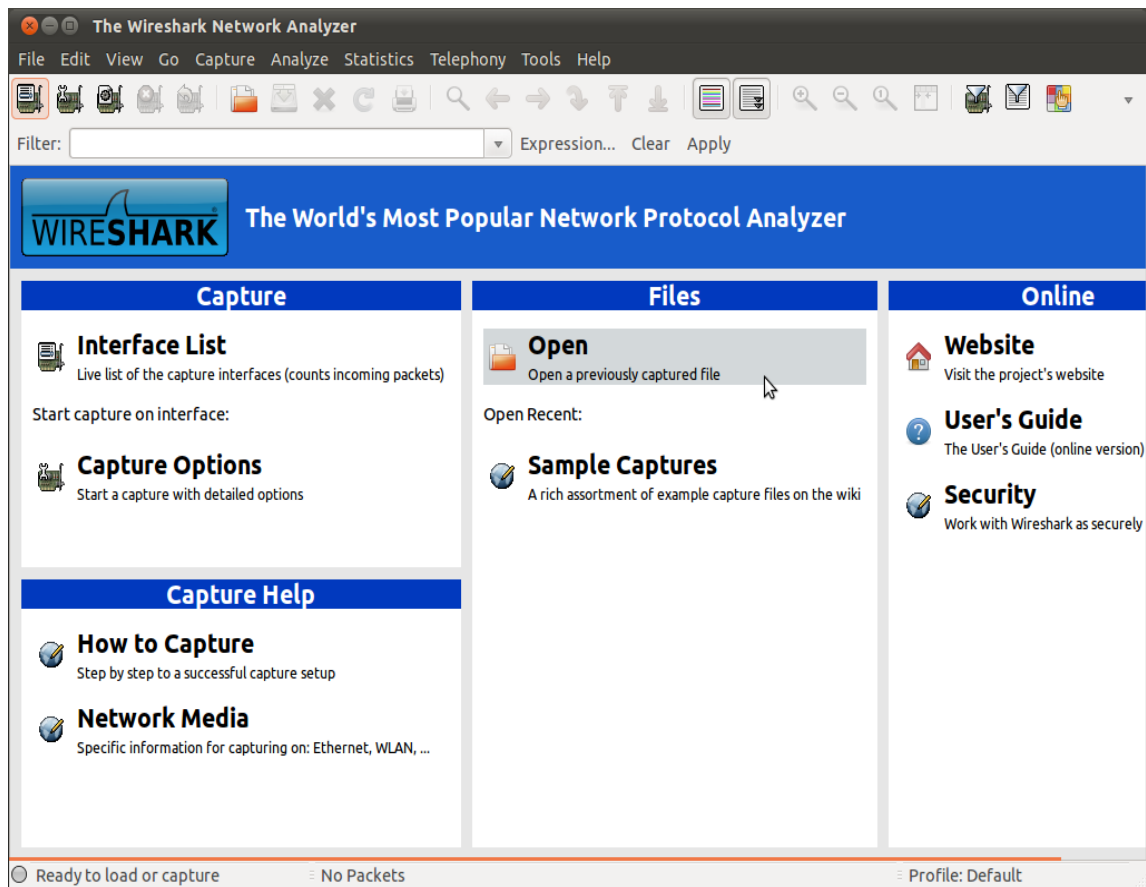 The Wireshark Network Analyzer
File Edit View Go Capture Analyze Statistics Telephony Tools Help
Filter: Expression... Clear Apply
WIRESHARK ® The World's Most Popular Network Protocol Analyzer
Capture
Interface List
Live list of the capture interfaces (counts incoming packets)
Start capture on interface:
Capture Options
Start a capture with detailed options
Capture Help
How to Capture
Step by step to a successful capture setup
Network Media
Specific information for capturing on: Ethernet, WLAN, ...
Files
Open
Open a previously captured file
Open Recent:
Sample Captures
A rich assortment of example capture files on the wiki
Online
Website
Visit the project's website
User's Guide
The User's Guide (online version)
Security
Work with Wireshark as securely
Ready to load or capture
No Packets
Profile: Default